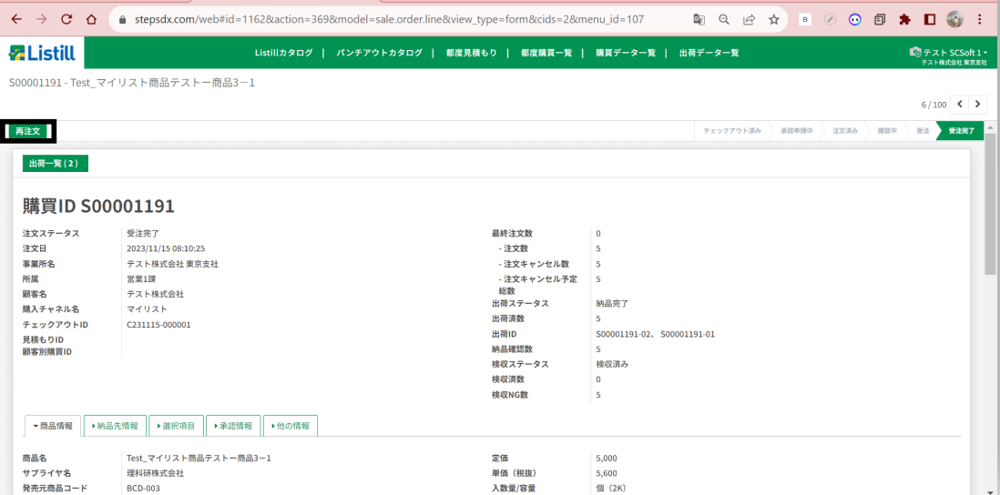 stepsdx.com/web#id=1162&action=369&model=sale.order.line&view_type=form&cids=2&menu_id=107
Listill
Listillカタログ | パンチアウトカタログ | 都度見積もり | 都度購買一覧 | 購買データ一覧 | 出荷データ一覧
テスト SCSoft 1
テスト株式会社 東京支社
S00001191 - Test_マイリスト商品テストー商品3ー1
6 / 100
再注文
チェックアウト済み 承認申請中 注文済み 確認中 受注 受注完了
出荷一覧 ( 2 )
購買ID S00001191
注文ステータス 受注完了
注文日 2023/11/15 08:10:25
事業所名 テスト株式会社 東京支社
所属 営業1課
顧客名 テスト株式会社
購入チャネル名 マイリスト
チェックアウトID C231115-000001
見積もりID
顧客別購買ID
最終注文数 0
- 注文数 5
- 注文キャンセル数 5
- 注文キャンセル予定総数 5
出荷ステータス 納品完了
出荷済数 5
出荷ID S00001191-02、 S00001191-01
納品確認数 5
検収ステータス 検収済み
検収済数 0
検収NG数 5
商品情報 納品先情報 選択項目 承認情報 他の情報
商品名 Test_マイリスト商品テストー商品3ー1
サプライヤ名 理科研株式会社
発売元商品コード BCD-003
定価 5,000
単価（税抜） 5,600
入数量/容量 個（2K）